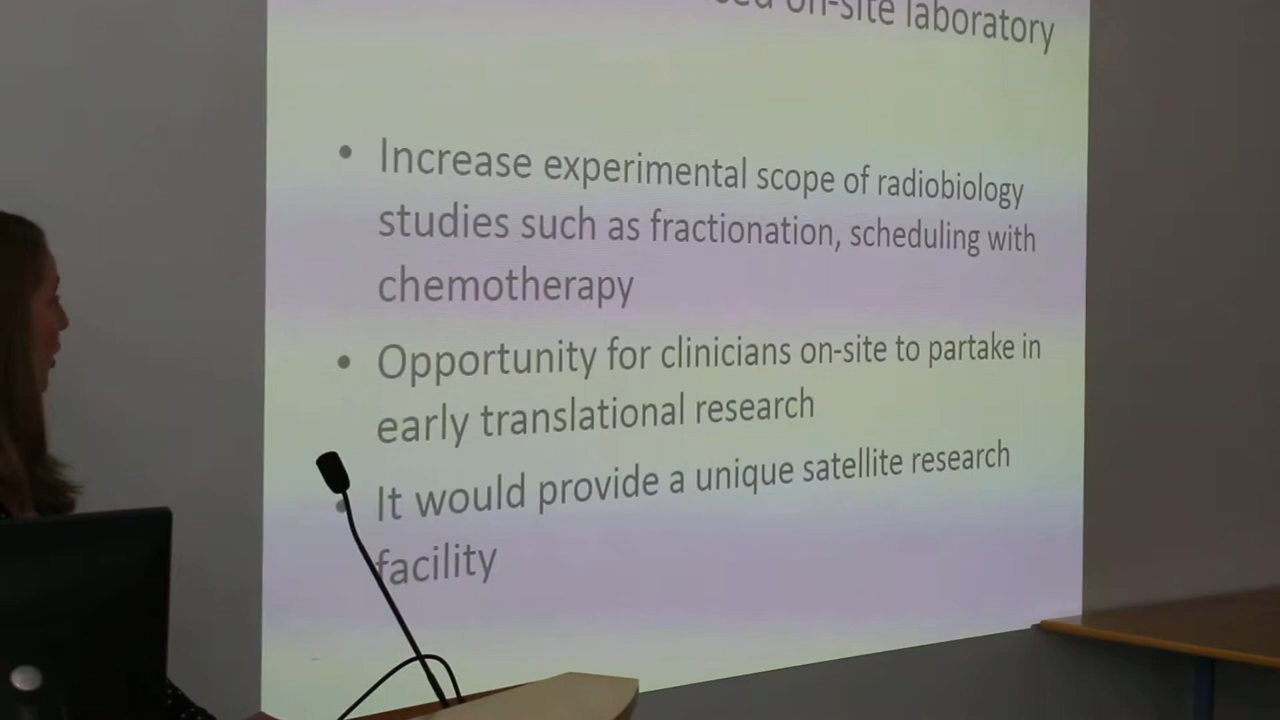 on-site laboratory
• Increase experimental scope of radiobiology
studies such as fractionation, scheduling with
chemotherapy
• Opportunity for clinicians on-site to partake in
early translational research
• It would provide a unique satellite research
facility